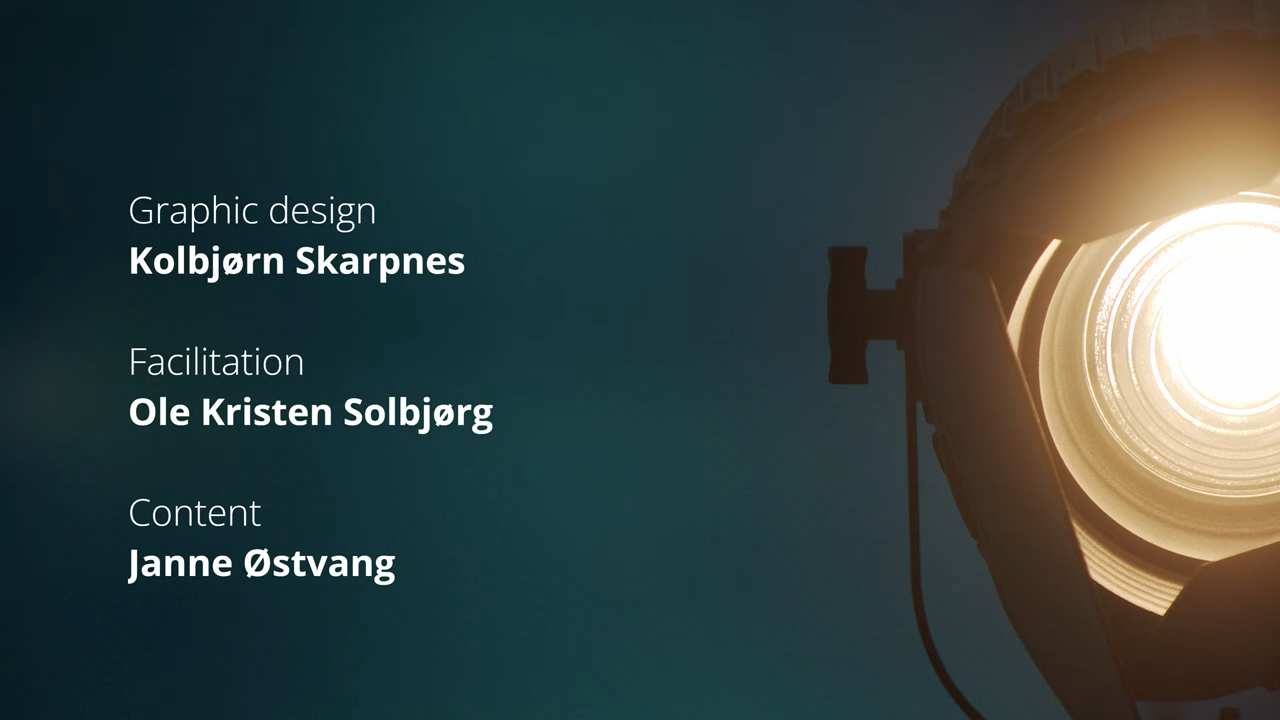 Graphic design
Kolbjørn Skarpnes
Facilitation
Ole Kristen Solbjørg
Content
Janne Østvang